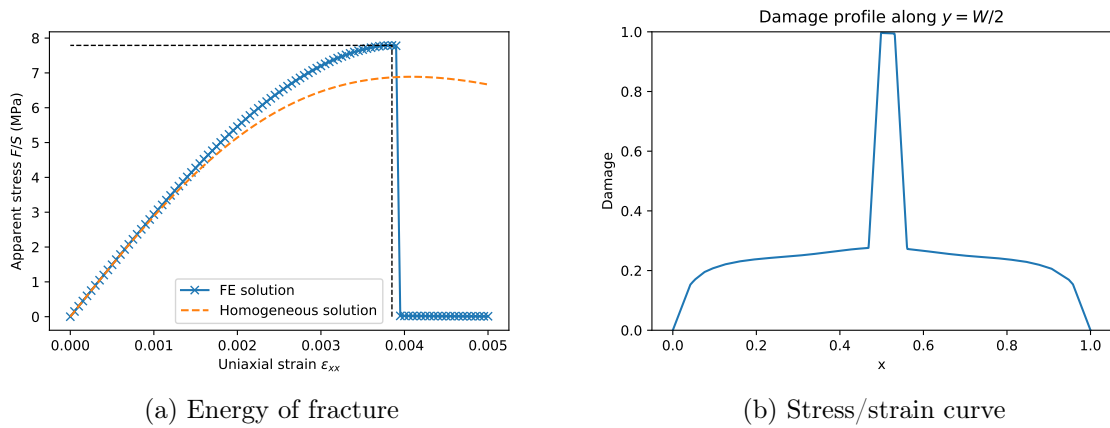 Apparent stress F/S (MPa)
8
7
6
5
4
3
2
1
0
FE solution
Homogeneous solution
0.000 0.001 0.002 0.003 0.004 0.005
Uniaxial strain εxx
(a) Energy of fracture
Damage profile along y = W/2
Damage
1.0
0.8
0.6
0.4
0.2
0.0
0.0 0.2 0.4 0.6 0.8 1.0
x
(b) Stress/strain curve